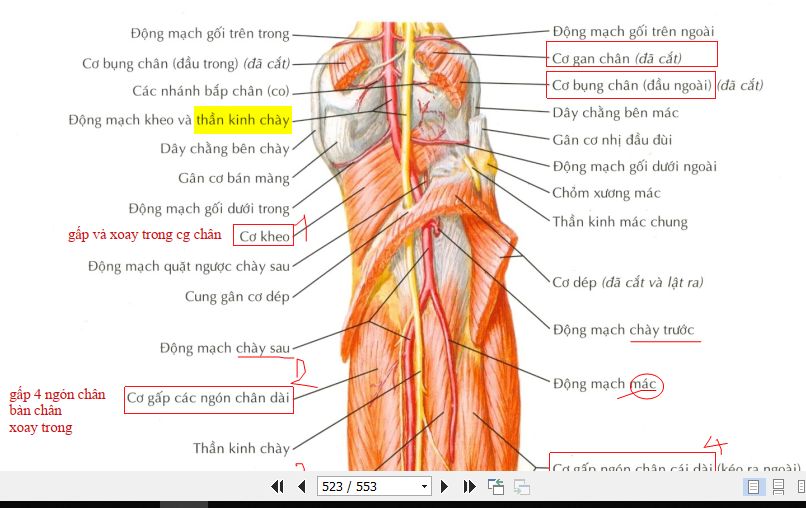 Động mạch gối trên trong
Cơ bụng chân (đầu trong) (đã cắt)
Các nhánh bắp chân (co)
Động mạch kheo và thần kinh chày
Dây chằng bên chày
Gân cơ bán màng
Động mạch gối dưới trong
gấp và xoay trong cg chân
Cơ kheo
1
Động mạch quặt ngược chày sau
Cung gân cơ dép
Động mạch chày sau
gấp 4 ngón chân
bàn chân
xoay trong
Cơ gấp các ngón chân dài
Thần kinh chày
Động mạch gối trên ngoài
Cơ gan chân (đã cắt)
Cơ bụng chân (đầu ngoài) (đã cắt)
Dây chằng bên mác
Gân cơ nhị đầu đùi
Động mạch gối dưới ngoài
Chỏm xương mác
Thần kinh mác chung
Cơ dép (đã cắt và lật ra)
Động mạch chày trước
Động mạch mác
4
Cơ gấp ngón chân cái dài (kéo ra ngoài)
523 / 553